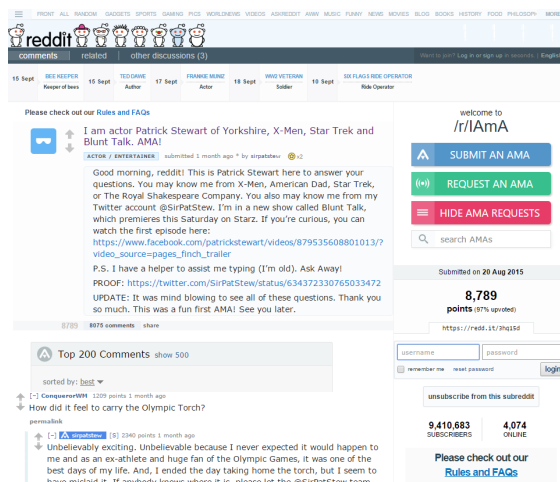 FRONT ALL RANDOM GADGETS SPORTS GAMING PICS WORLDNEWS VIDEOS ASKREDDIT AWW MUSIC FUNNY NEWS MOVIES BLOG BOOKS HISTORY FOOD PHILOSOPH- MORE
reddit
comments related other discussions (3)
Want to join? Log in or sign up in seconds. | English
15 Sept BEE KEEPER 15 Sept TED DAWE 17 Sept FRANKIE MUNIZ 18 Sept WW2 VETERAN 19 Sept SIX FLAGS RIDE OPERATOR
Keeper of bees Author Actor Soldier Ride Operator
Please check out our Rules and FAQs
I am actor Patrick Stewart of Yorkshire, X-Men, Star Trek and
Blunt Talk. AMA!
ACTOR / ENTERTAINER submitted 1 month ago * by sirpatstew x2
Good morning, reddit! This is Patrick Stewart here to answer your
questions. You may know me from X-Men, American Dad, Star Trek,
or The Royal Shakespeare Company. You also may know me from my
Twitter account @SirPatStew. I'm in a new show called Blunt Talk,
which premieres this Saturday on Starz. If you're curious, you can
watch the first episode here:
https://www.facebook.com/patrickstewart/videos/879535608801013/?
video_source=pages_finch_trailer
P.S. I have a helper to assist me typing (I'm old). Ask Away!
PROOF: https://twitter.com/SirPatStew/status/634372330765033472
UPDATE: It was mind blowing to see all of these questions. Thank you
so much. This was a fun first AMA! See you later.
8789 8075 comments share
Top 200 Comments show 500
sorted by: best
[-] ConquerorWM 1209 points 1 month ago
How did it feel to carry the Olympic Torch?
permalink
[-] sirpatstew [S] 2340 points 1 month ago
Unbelievably exciting. Unbelievable because I never expected it would happen to
me and as an ex-athlete and huge fan of the Olympic Games, it was one of the
best days of my life. And, I ended the day taking home the torch, but I seem to
have mislaid it. If anybody knows where it is, please let the @SirPatStew team
welcome to
/r/IAmA
SUBMIT AN AMA
REQUEST AN AMA
HIDE AMA REQUESTS
search AMAs
Submitted on 20 Aug 2015
8,789
points (97% upvoted)
https://redd.it/3hq15d
username password
remember me reset password login
unsubscribe from this subreddit
9,410,683 4,074
SUBSCRIBERS ONLINE
Please check out our
Rules and FAQs